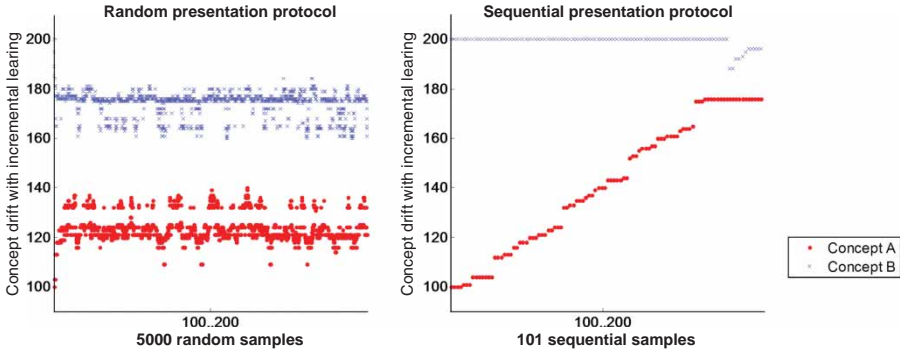 Random presentation protocol
Concept drift with incremental learing
200
180
160
140
120
100
100..200
5000 random samples
Sequential presentation protocol
Concept drift with incremental learing
200
180
160
140
120
100
100..200
101 sequential samples
Concept A
Concept B